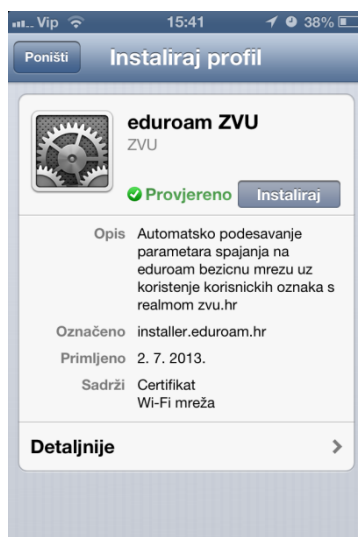 Vip 15:41 38%
Poništi Instaliraj profil
eduroam ZVU
ZVU
Provjereno Instaliraj
Opis Automatsko podesavanje
parametara spajanja na
eduroam bezicnu mrezu uz
koristenje korisnickih oznaka s
realmom zvu.hr
Označeno installer.eduroam.hr
Primljeno 2. 7. 2013.
Sadrži Certifikat
Wi-Fi mreža
Detaljnije